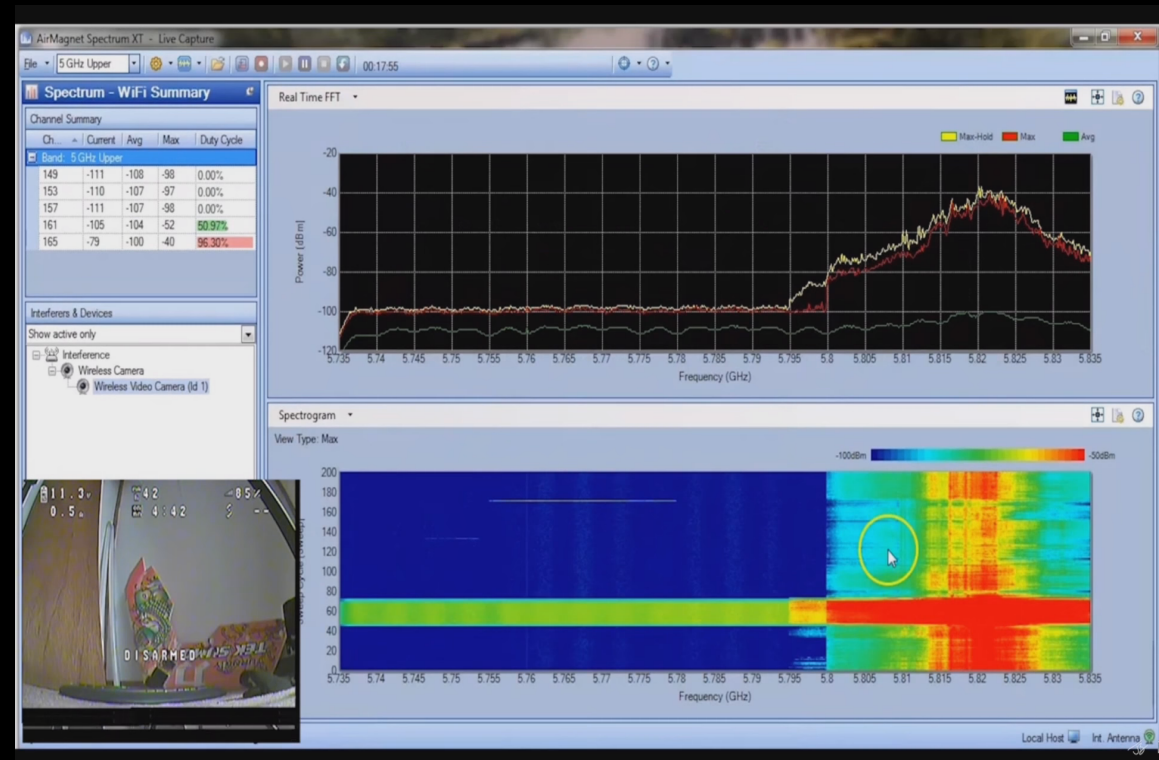 AirMagnet Spectrum XT - Live Capture
File 5 GHz Upper 00:17:55
Spectrum - WiFi Summary
Channel Summary
Ch... Current Avg Max Duty Cycle
Band: 5 GHz Upper
149 -111 -108 -98 0.00%
153 -110 -107 -97 0.00%
157 -111 -107 -98 0.00%
161 -105 -104 -52 50.97%
165 -79 -100 -40 96.30%
Interferers & Devices
Show active only
Interference
Wireless Camera
Wireless Video Camera (Id 1)
11.3v 42 85%
0.5 4:42 --
DISARMED
Real Time FFT
Max-Hold Max Avg
Power [dBm]
-20
-40
-60
-80
-100
-120
5.735 5.74 5.745 5.75 5.755 5.76 5.765 5.77 5.775 5.78 5.785 5.79 5.795 5.8 5.805 5.81 5.815 5.82 5.825 5.83 5.835
Frequency (GHz)
Spectrogram
View Type: Max
-100dBm -50dBm
200
180
160
140
120
100
80
60
40
20
0
5.735 5.74 5.745 5.75 5.755 5.76 5.765 5.77 5.775 5.78 5.785 5.79 5.795 5.8 5.805 5.81 5.815 5.82 5.825 5.83 5.835
Frequency (GHz)
Local Host Int. Antenna